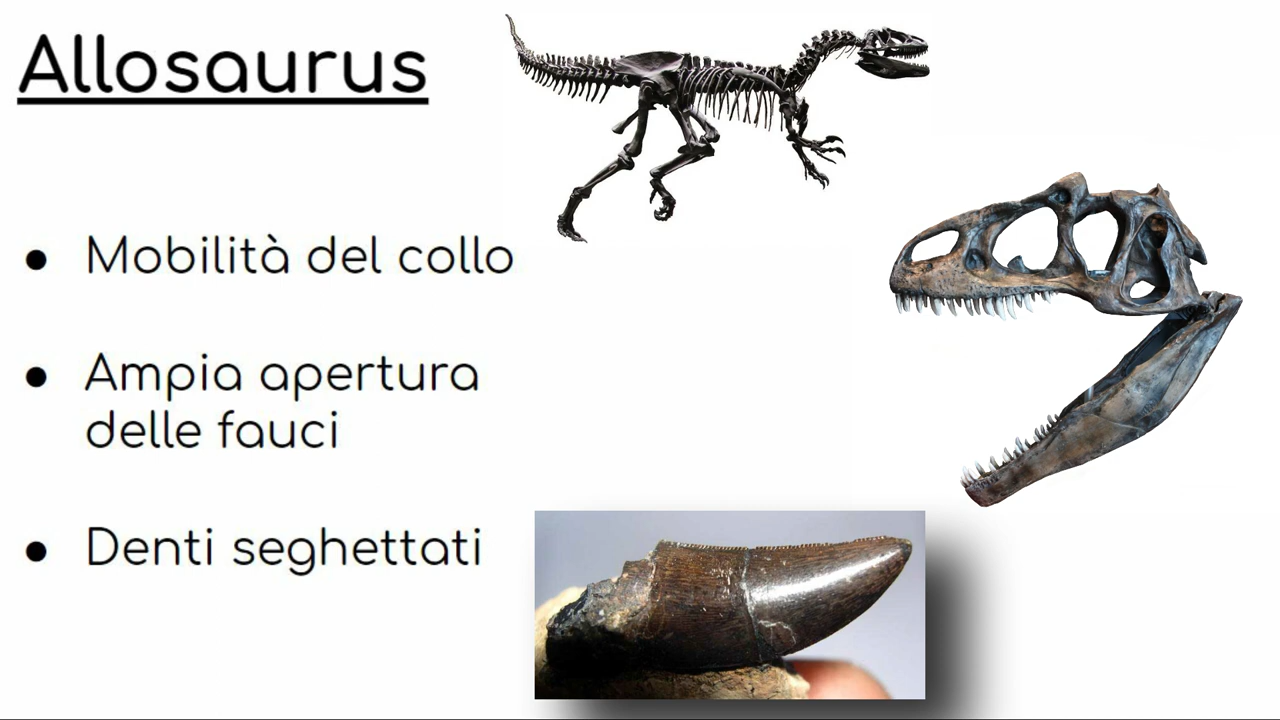 Allosaurus
● Mobilità del collo
● Ampia apertura
delle fauci
● Denti seghettati